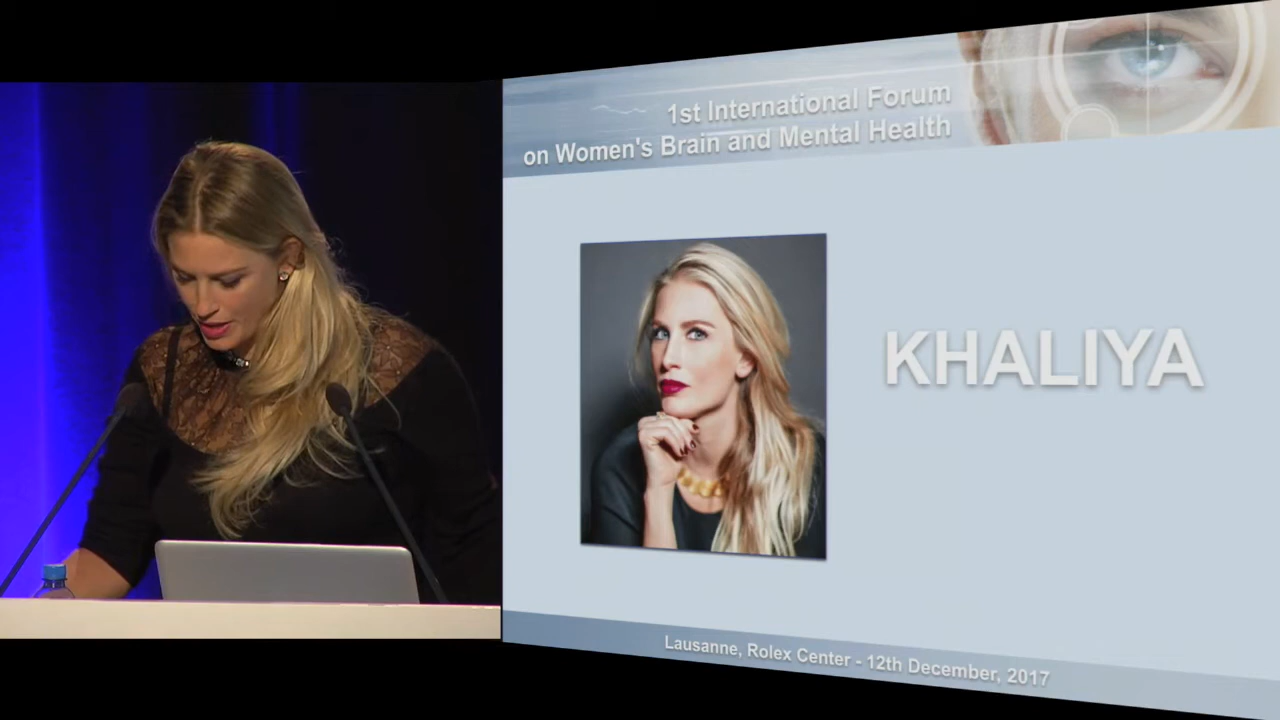 1st International Forum
on Women's Brain and Mental Health
KHALIYA
Lausanne, Rolex Center - 12th December, 2017